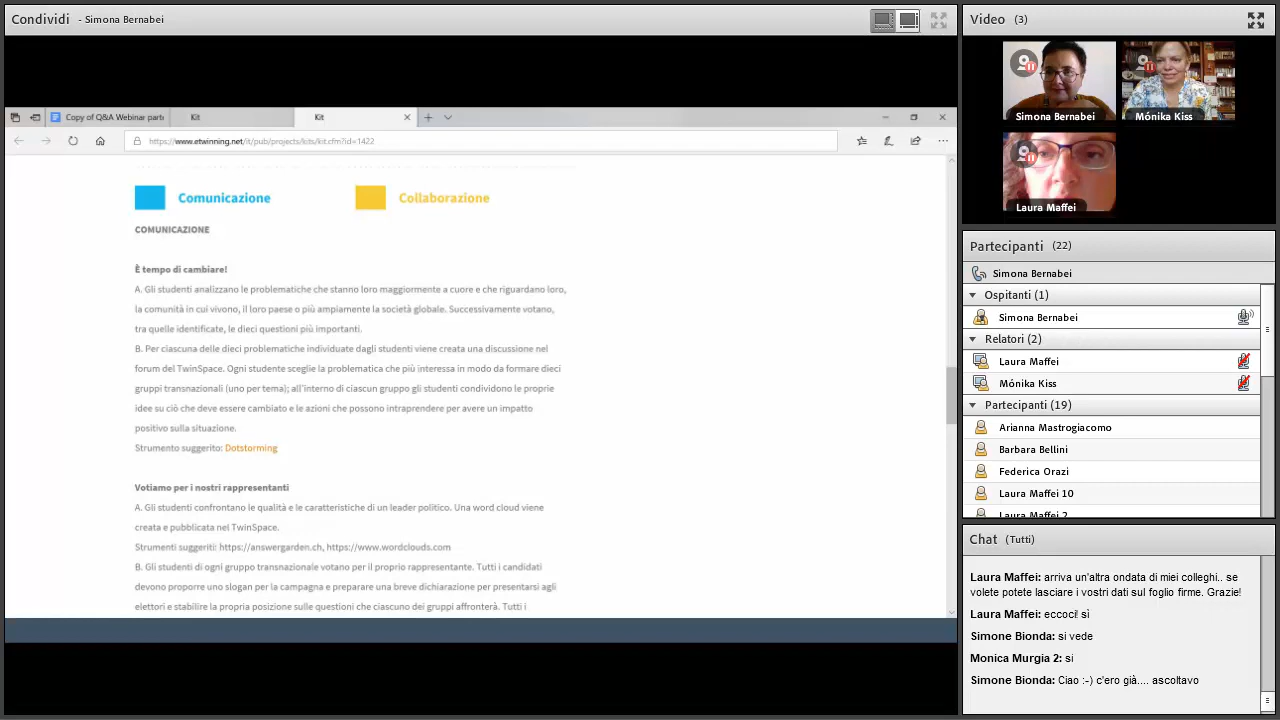 Condividi - Simona Bernabei
Copy of Q&A Webinar parte
Kit
Kit
https://www.etwinning.net/it/pub/projects/kits/kit.cfm?id=1422
Comunicazione
Collaborazione
COMUNICAZIONE
È tempo di cambiare!
A. Gli studenti analizzano le problematiche che stanno loro maggiormente a cuore e che riguardano loro,
la comunità in cui vivono, il loro paese o più ampiamente la società globale. Successivamente votano,
tra quelle identificate, le dieci questioni più importanti.
B. Per ciascuna delle dieci problematiche individuate dagli studenti viene creata una discussione nel
forum del TwinSpace. Ogni studente sceglie la problematica che più interessa in modo da formare dieci
gruppi transnazionali (uno per tema); all'interno di ciascun gruppo gli studenti condividono le proprie
idee su ciò che deve essere cambiato e le azioni che possono intraprendere per avere un impatto
positivo sulla situazione.
Strumento suggerito: Dotstorming
Votiamo per i nostri rappresentanti
A. Gli studenti confrontano le qualità e le caratteristiche di un leader politico. Una word cloud viene
creata e pubblicata nel TwinSpace.
Strumenti suggeriti: https://answergarden.ch, https://www.wordclouds.com
B. Gli studenti di ogni gruppo transnazionale votano per il proprio rappresentante. Tutti i candidati
devono proporre uno slogan per la campagna e preparare una breve dichiarazione per presentarsi agli
elettori e stabilire la propria posizione sulle questioni che ciascuno dei gruppi affronterà. Tutti i
Video (3)
Simona Bernabei
Mónika Kiss
Laura Maffei
Partecipanti (22)
Simona Bernabei
Ospitanti (1)
Simona Bernabei
Relatori (2)
Laura Maffei
Mónika Kiss
Partecipanti (19)
Arianna Mastrogiacomo
Barbara Bellini
Federica Orazi
Laura Maffei 10
Laura Maffei 2
Chat (Tutti)
Laura Maffei: arriva un'altra ondata di miei colleghi.. se
volete potete lasciare i vostri dati sul foglio firme. Grazie!
Laura Maffei: eccoci! sì
Simone Bionda: si vede
Monica Murgia 2: si
Simone Bionda: Ciao :-) c'ero già.... ascoltavo